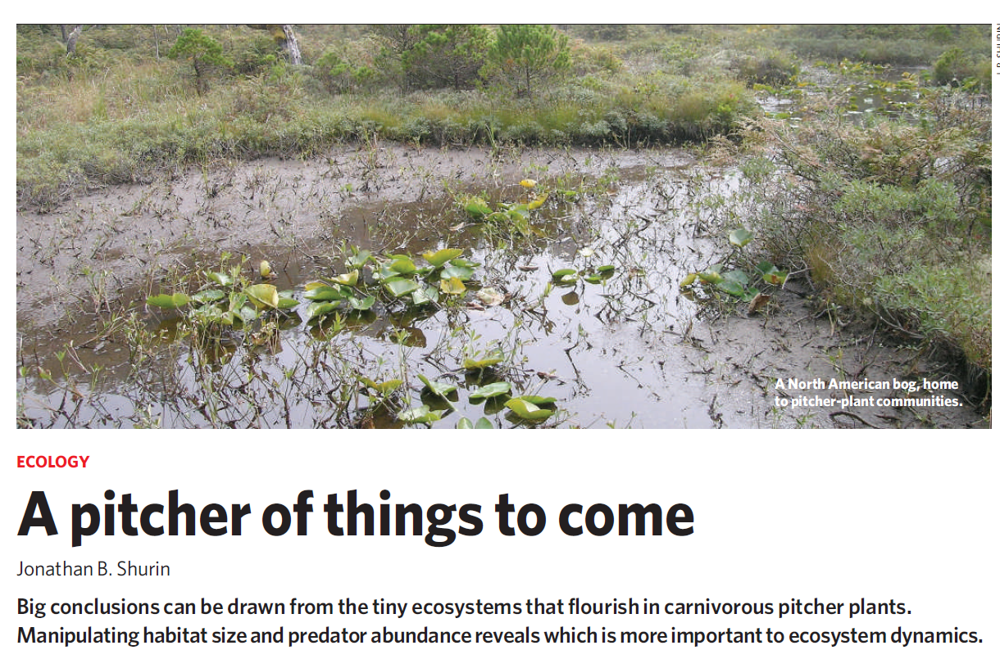 J. B. SHURIN
A North American bog, home
to pitcher-plant communities.
ECOLOGY
A pitcher of things to come
Jonathan B. Shurin
Big conclusions can be drawn from the tiny ecosystems that flourish in carnivorous pitcher plants.
Manipulating habitat size and predator abundance reveals which is more important to ecosystem dynamics.